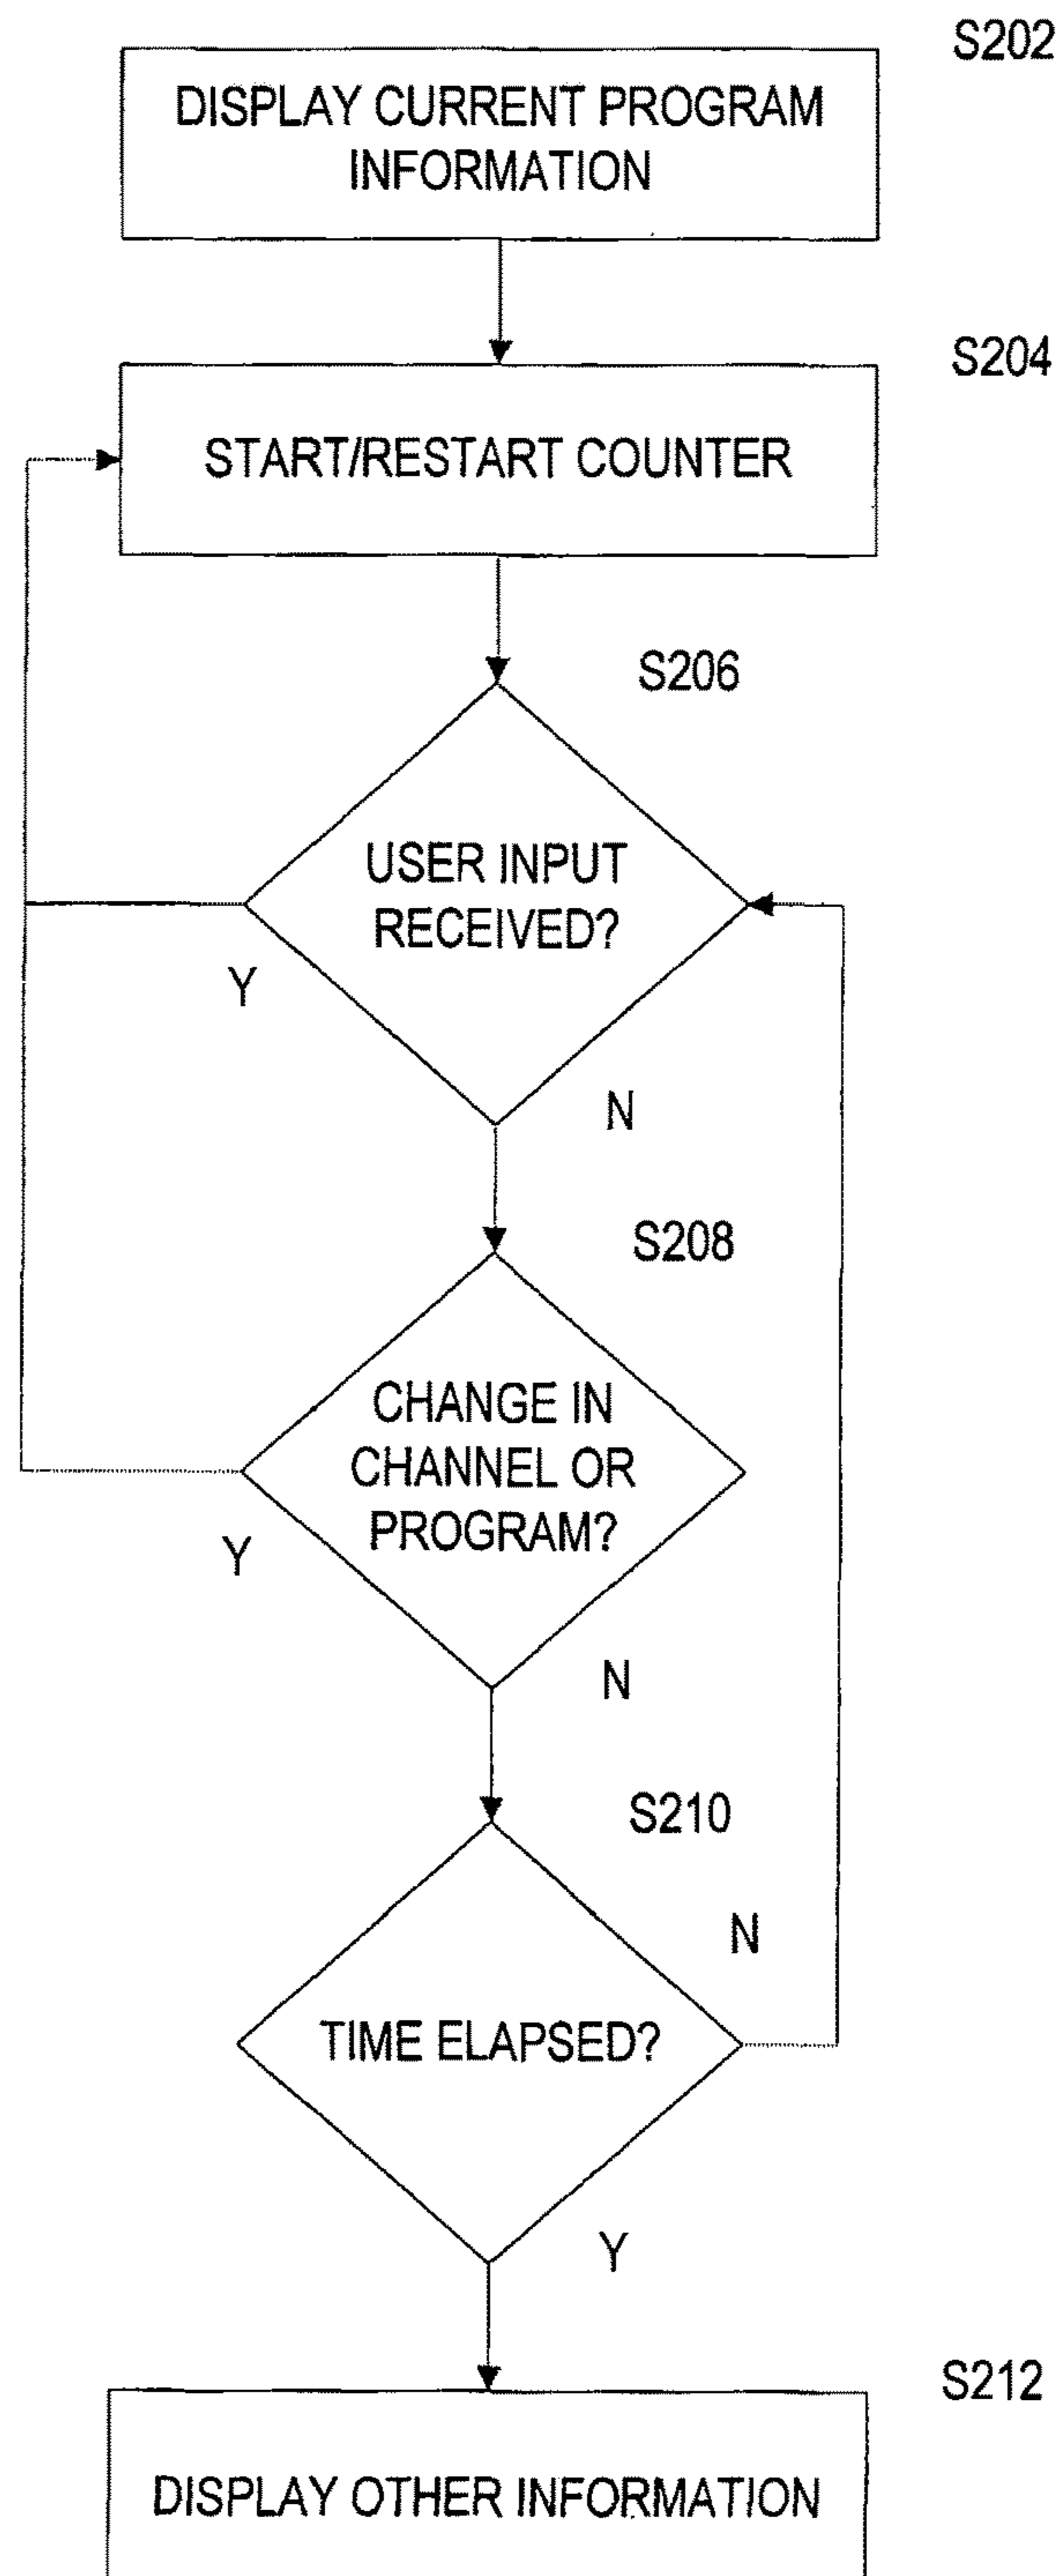 S202
DISPLAY CURRENT PROGRAM
INFORMATION
S204
START/RESTART COUNTER
S206
USER INPUT
RECEIVED?
Y
N
S208
CHANGE IN
CHANNEL OR
PROGRAM?
Y
N
S210
N
TIME ELAPSED?
Y
S212
DISPLAY OTHER INFORMATION